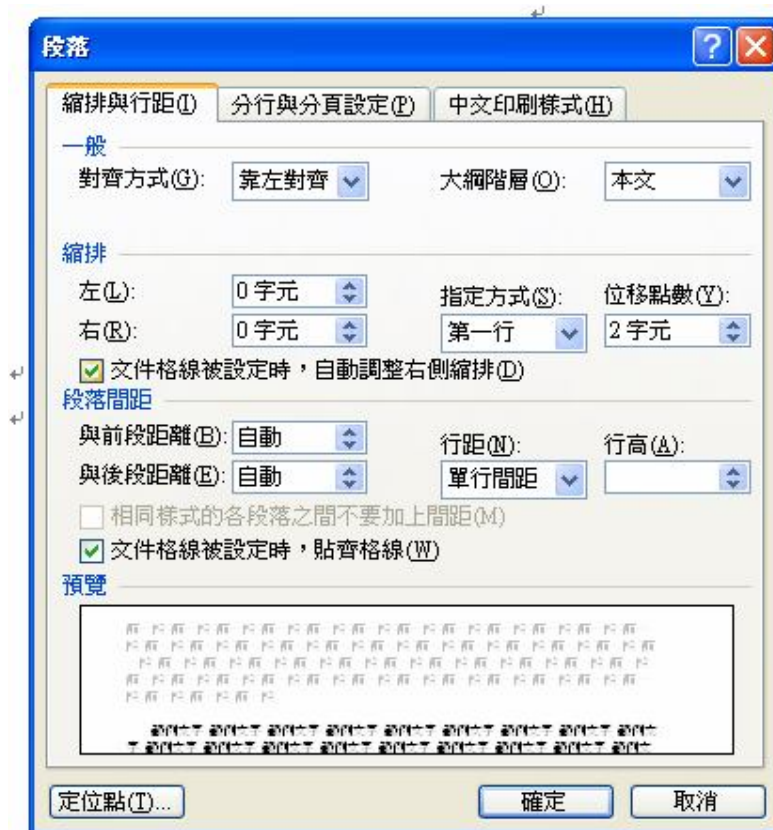 段落
縮排與行距(I) 分行與分頁設定(P) 中文印刷樣式(H)
一般
對齊方式(G): 靠左對齊 大綱階層(O): 本文
縮排
左(L): 0 字元 指定方式(S): 位移點數(Y):
右(R): 0 字元 第一行 2 字元
文件格線被設定時，自動調整右側縮排(D)
段落間距
與前段距離(B): 自動 行距(N): 行高(A):
與後段距離(E): 自動 單行間距
相同樣式的各段落之間不要加上間距(M)
文件格線被設定時，貼齊格線(W)
預覽
定位點(T)... 確定 取消